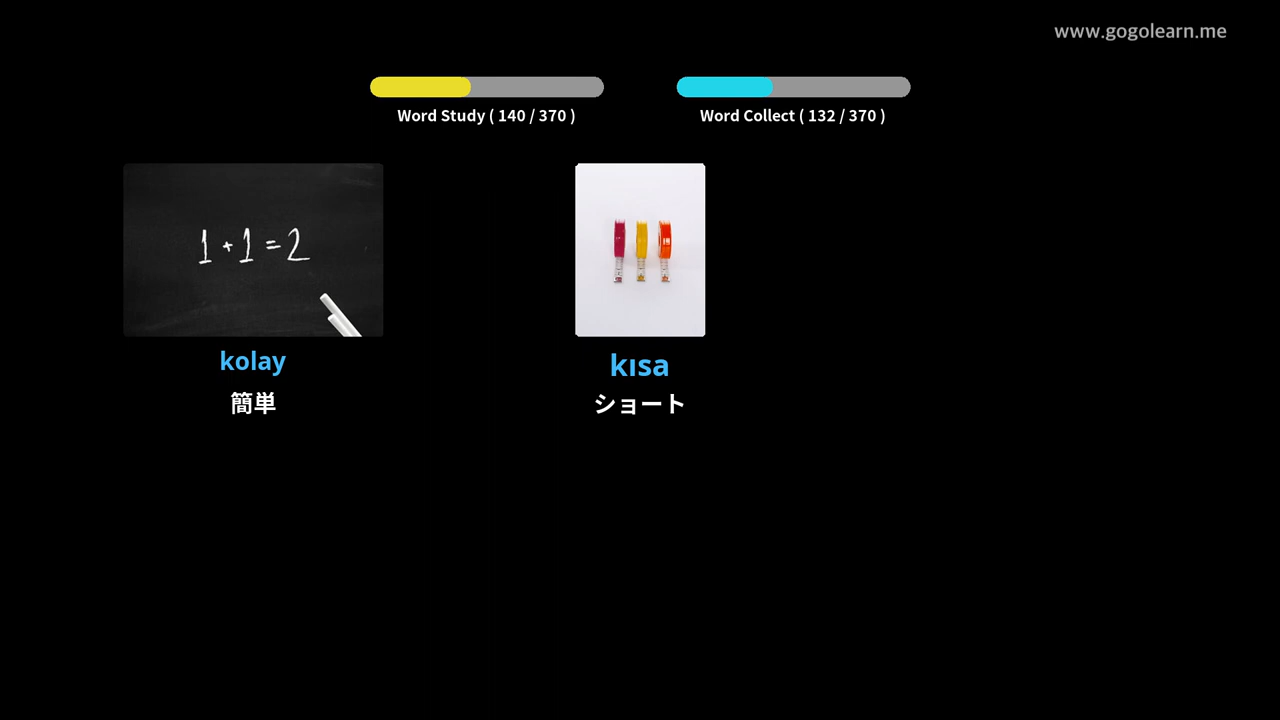 www.gogolearn.me
Word Study ( 140 / 370 )
Word Collect ( 132 / 370 )
1 + 1 = 2
kolay
簡単
kısa
ショート